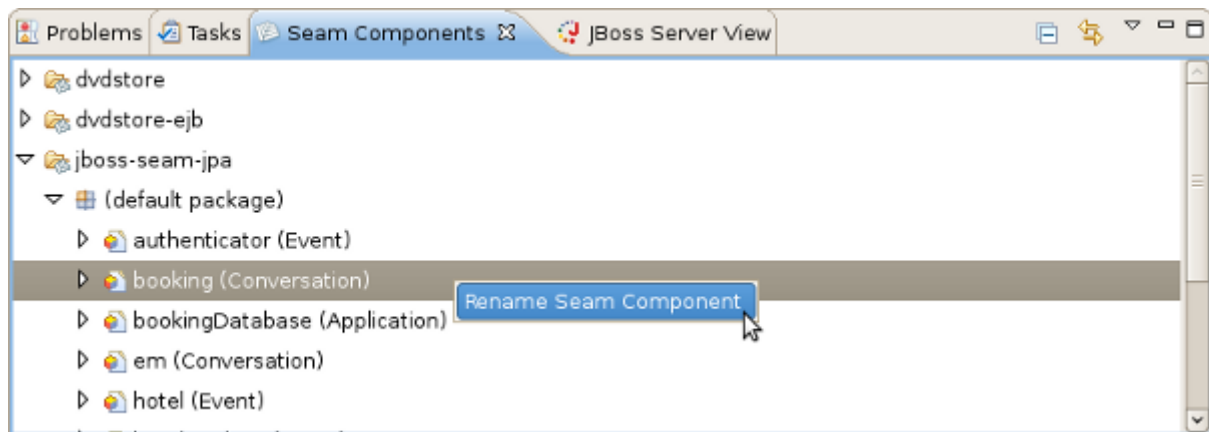 Problems Tasks Seam Components JBoss Server View
dvdstore
dvdstore-ejb
jboss-seam-jpa
(default package)
authenticator (Event)
booking (Conversation)
Rename Seam Component
bookingDatabase (Application)
em (Conversation)
hotel (Event)